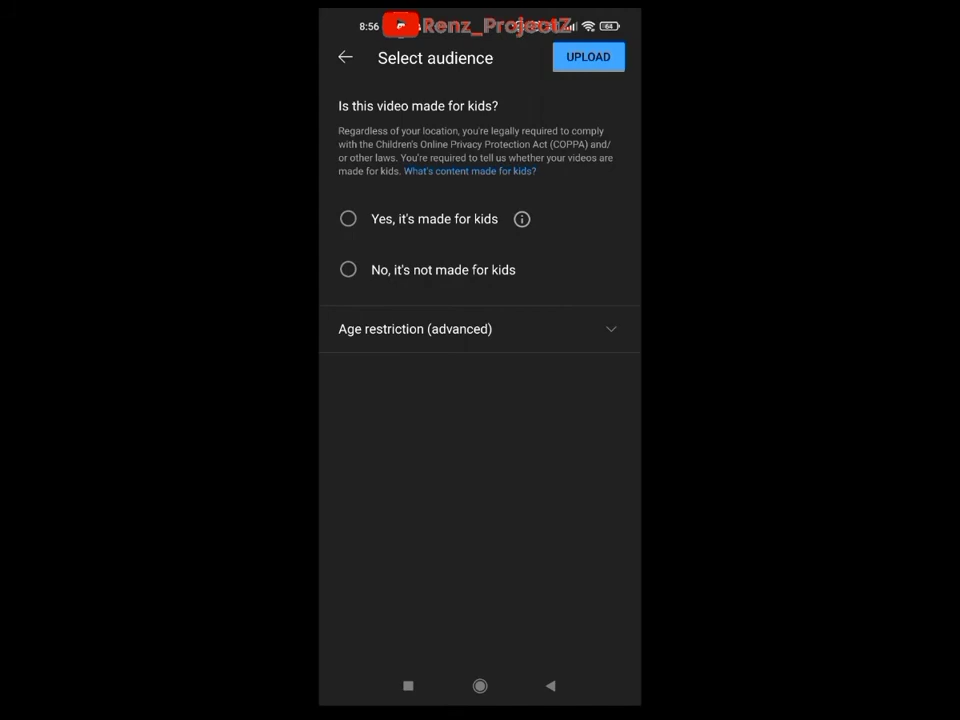 8:56
Renz_ProjectZ
64
Select audience
UPLOAD
Is this video made for kids?
Regardless of your location, you're legally required to comply
with the Children's Online Privacy Protection Act (COPPA) and/
or other laws. You're required to tell us whether your videos are
made for kids. What's content made for kids?
Yes, it's made for kids
No, it's not made for kids
Age restriction (advanced)